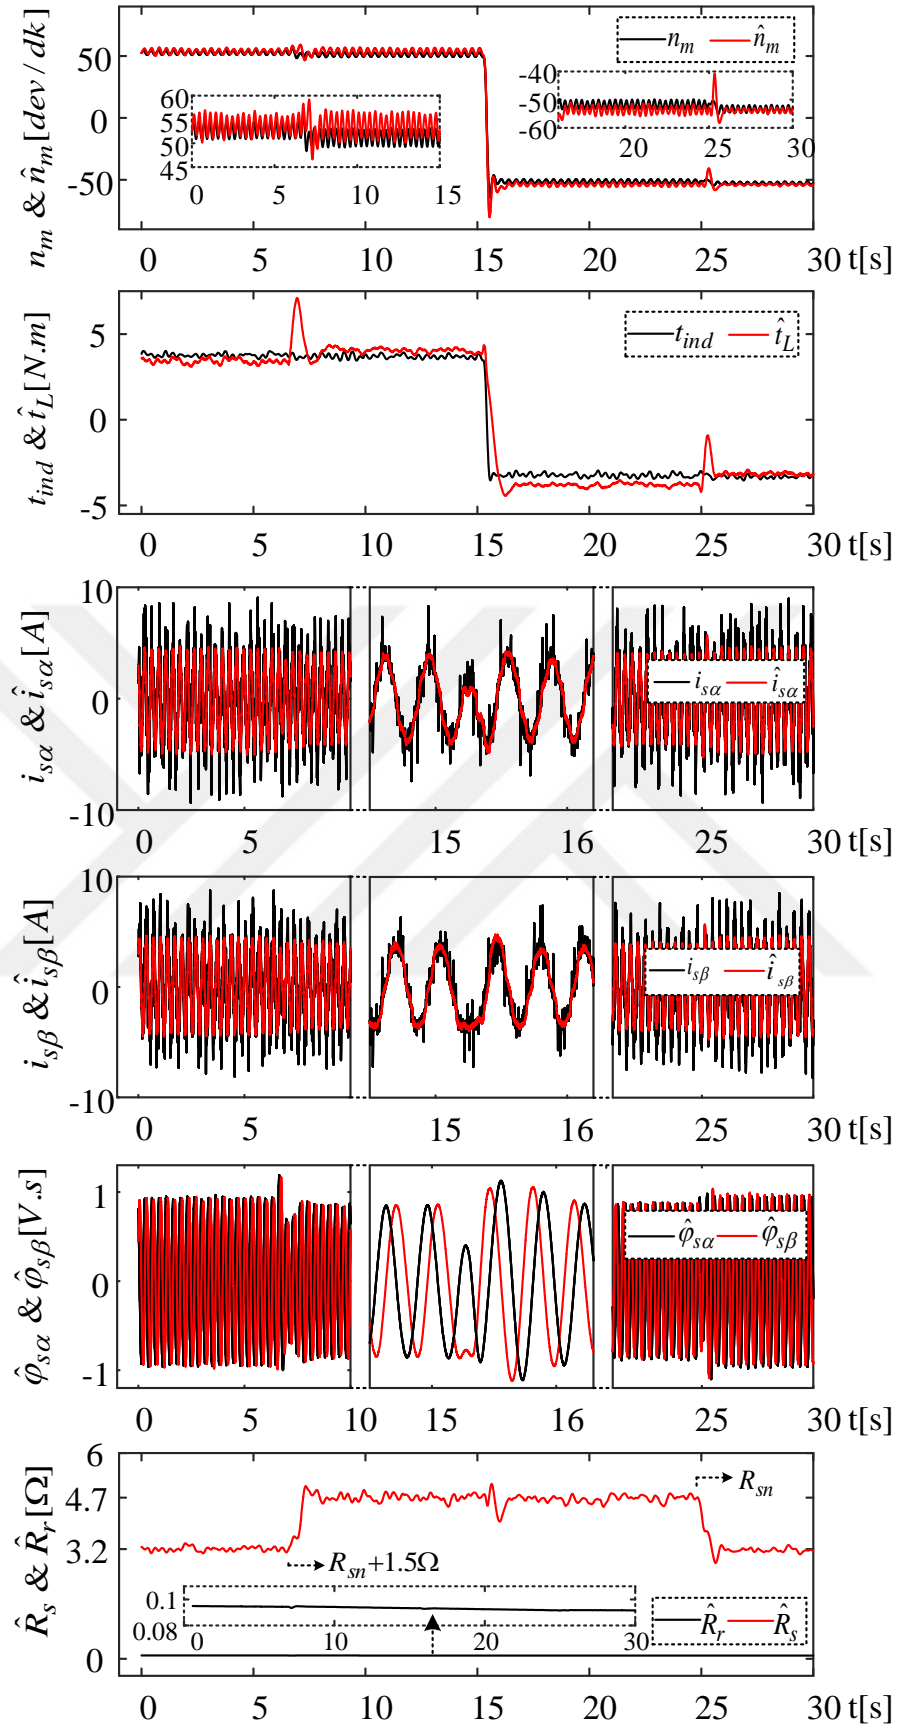 n_m & n̂_m[dev/dk]
n_m n̂_m
50
0
-50
60
55
50
45
0 5 10 15
-40
-50
-60
20 25 30
0 5 10 15 20 25 30 t[s]
t_ind & t̂_L[N.m]
t_ind t̂_L
5
0
-5
0 5 10 15 20 25 30 t[s]
i_sα & î_sα[A]
10
0
-10
i_sα î_sα
0 5 15 16 25 30 t[s]
i_sβ & î_sβ[A]
10
0
-10
i_sβ î_sβ
0 5 15 16 25 30 t[s]
φ̂_sα & φ̂_sβ[V.s]
1
0
-1
φ̂_sα φ̂_sβ
0 5 15 16 25 30 t[s]
R̂_s & R̂_r[Ω]
6
4.7
3.2
0
R_sn
R_sn+1.5Ω
0.1
0.08
0 10 20 30
R̂_r R̂_s
0 5 10 15 20 25 30 t[s]